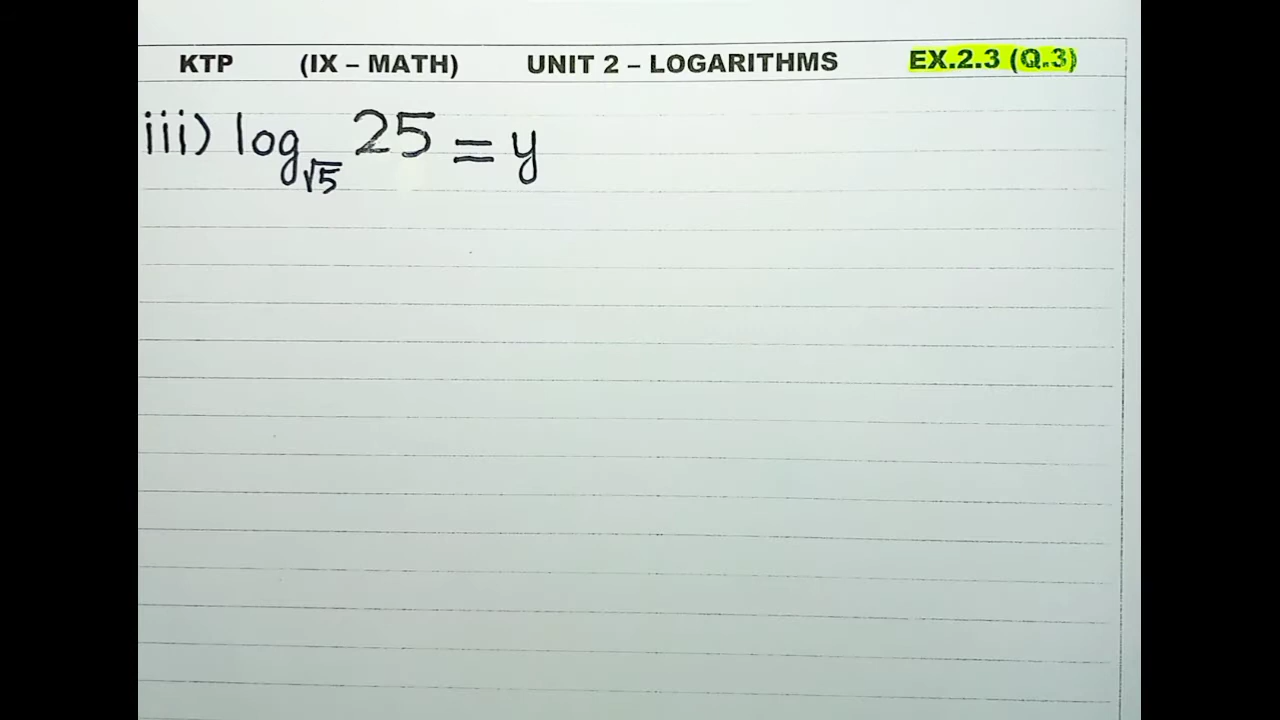 KTP (IX – MATH) UNIT 2 – LOGARITHMS EX.2.3 (Q.3)
iii) log√5 25 = y